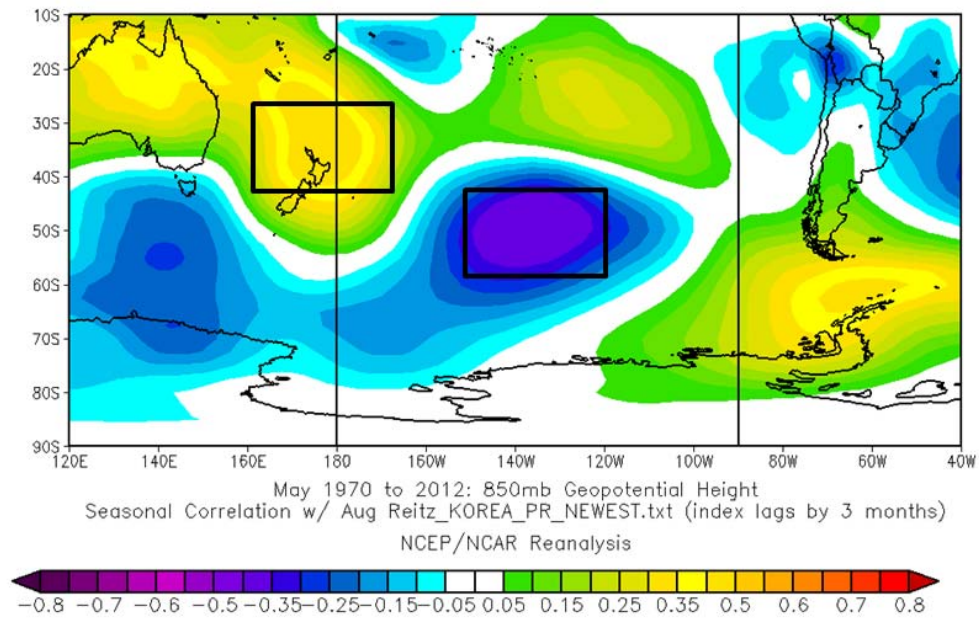 10S
20S
30S
40S
50S
60S
70S
80S
90S
120E 140E 160E 180 160W 140W 120W 100W 80W 60W 40W
May 1970 to 2012: 850mb Geopotential Height
Seasonal Correlation w/ Aug Reitz_KOREA_PR_NEWEST.txt (index lags by 3 months)
NCEP/NCAR Reanalysis
-0.8 -0.7 -0.6 -0.5 -0.35 -0.25 -0.15 -0.05 0.05 0.15 0.25 0.35 0.5 0.6 0.7 0.8